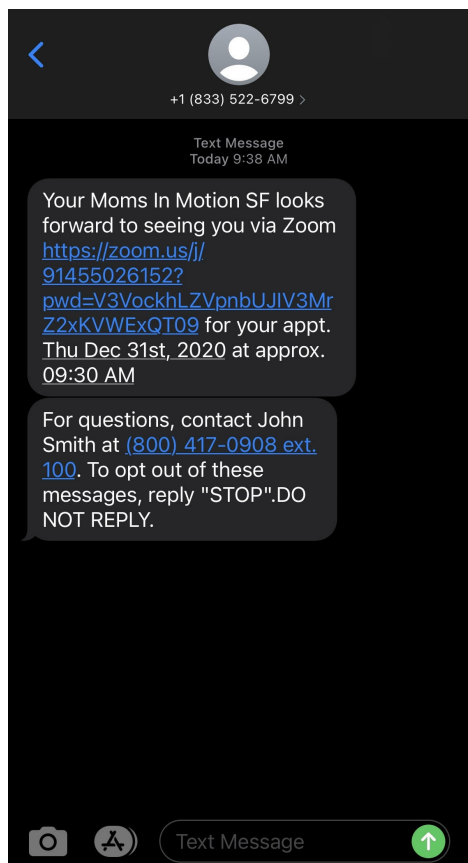 +1 (833) 522-6799 >
Text Message
Today 9:38 AM
Your Moms In Motion SF looks
forward to seeing you via Zoom
https://zoom.us/j/
91455026152?
pwd=V3VockhLZVpnbUJIV3Mr
Z2xKVWExQT09 for your appt.
Thu Dec 31st, 2020 at approx.
09:30 AM
For questions, contact John
Smith at (800) 417-0908 ext.
100. To opt out of these
messages, reply "STOP".DO
NOT REPLY.
Text Message